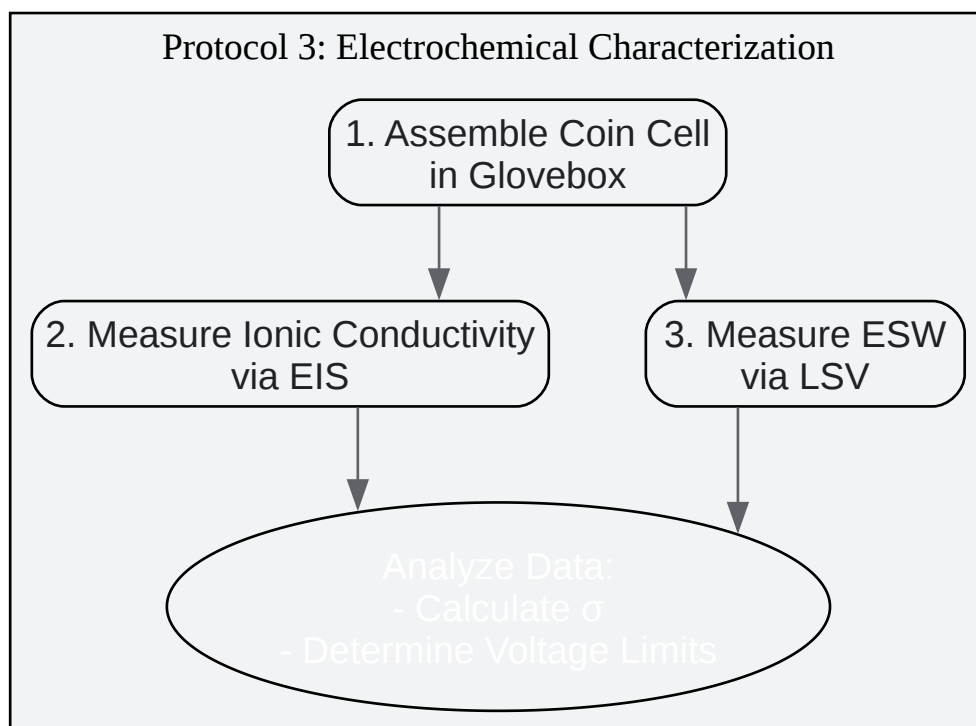 Protocol 3: Electrochemical Characterization
1. Assemble Coin Cell
in Glovebox
2. Measure Ionic Conductivity
via EIS
3. Measure ESW
via LSV
Analyze Data:
- Calculate σ
- Determine Voltage Limits